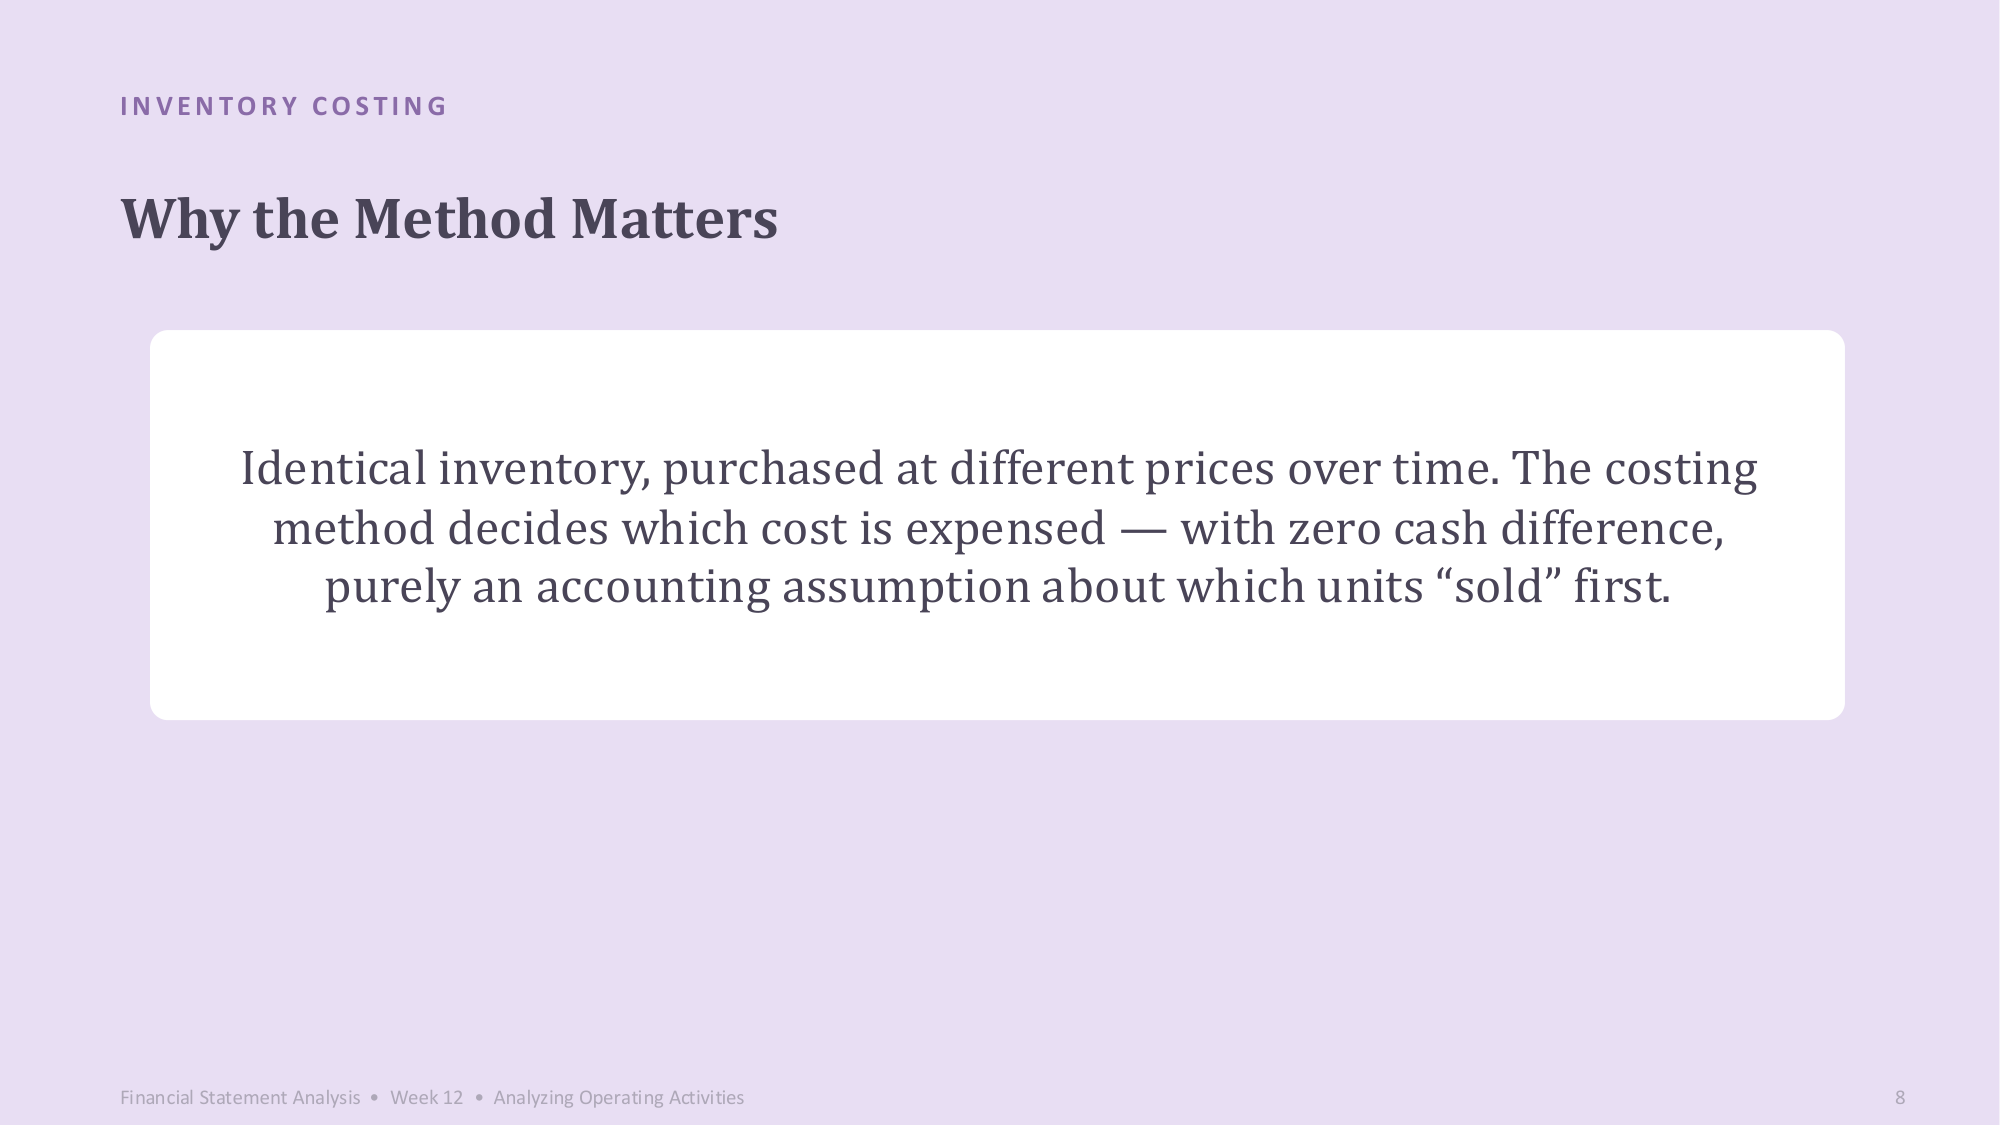 INVENTORY COSTING
Why the Method Matters
Identical inventory, purchased at different prices over time. The costing
method decides which cost is expensed — with zero cash difference,
purely an accounting assumption about which units “sold” first.
Financial Statement Analysis • Week 12 • Analyzing Operating Activities
8